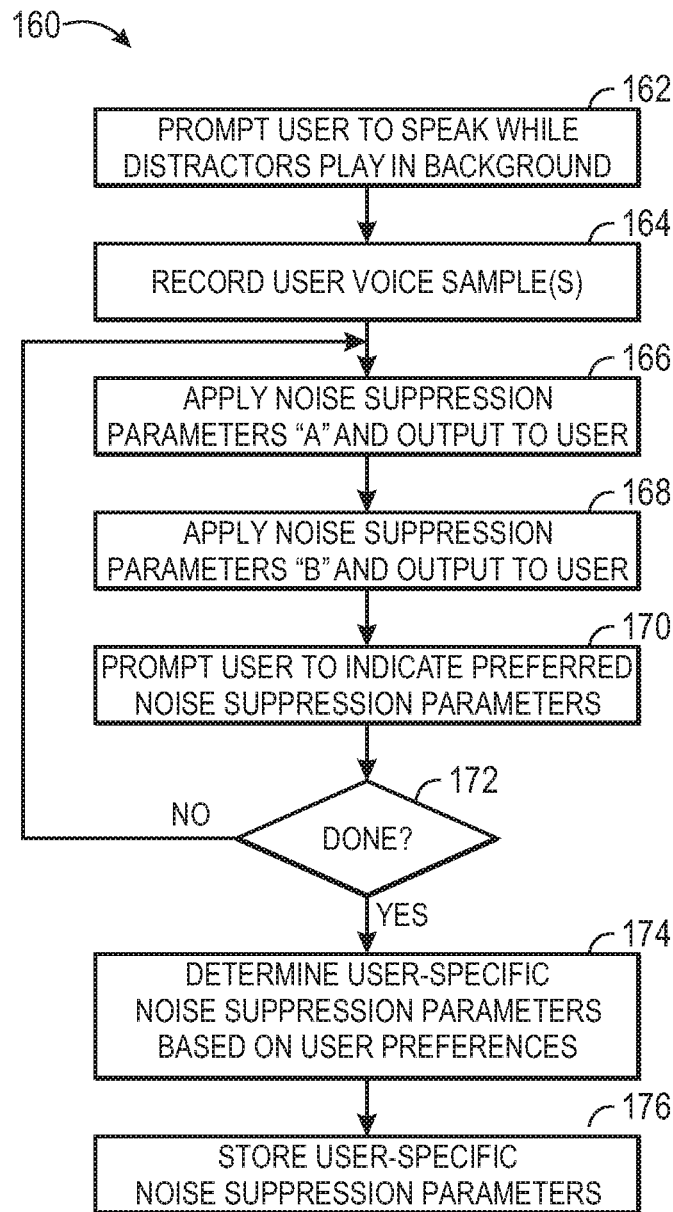 160
162
PROMPT USER TO SPEAK WHILE
DISTRACTORS PLAY IN BACKGROUND
164
RECORD USER VOICE SAMPLE(S)
166
APPLY NOISE SUPPRESSION
PARAMETERS “A” AND OUTPUT TO USER
168
APPLY NOISE SUPPRESSION
PARAMETERS “B” AND OUTPUT TO USER
170
PROMPT USER TO INDICATE PREFERRED
NOISE SUPPRESSION PARAMETERS
172
NO
DONE?
YES
174
DETERMINE USER-SPECIFIC
NOISE SUPPRESSION PARAMETERS
BASED ON USER PREFERENCES
176
STORE USER-SPECIFIC
NOISE SUPPRESSION PARAMETERS